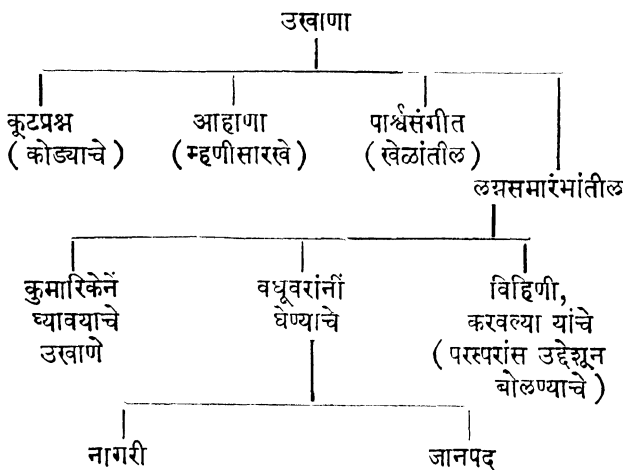 उखाणा
कूटप्रश्न आहाणा पार्श्वसंगीत
(कोड्याचे) (म्हणीसारखे) (खेळांतील)
लग्नसमारंभांतील
कुमारिकेनें वधूवरांनीं विहिणी,
घ्यावयाचे घेण्याचे करवल्या यांचे
उखाणे (परस्परांस उद्देशून
बोलण्याचे)
नागरी जानपद